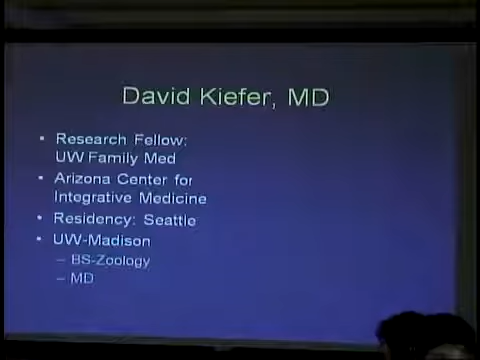 David Kiefer, MD
• Research Fellow:
UW Family Med
• Arizona Center for
Integrative Medicine
• Residency: Seattle
• UW-Madison
– BS-Zoology
– MD